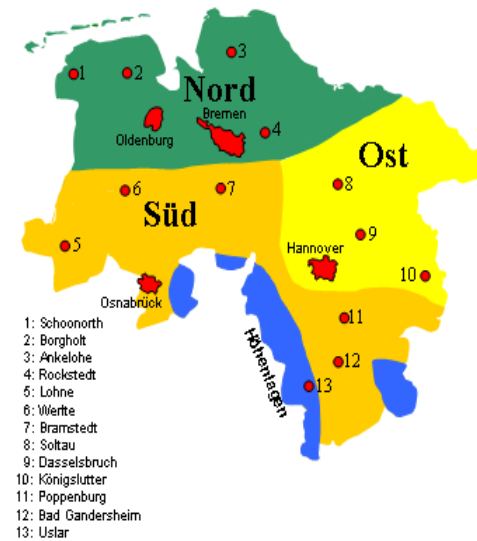 3
1
2
Nord
Bremen
Oldenburg
4
Ost
6
7
8
Süd
5
9
Hannover
10
Osnabrück
11
12
13
Höhenlagen
1: Schoonorth
2: Borgholt
3: Ankelohe
4: Rockstedt
5: Lohne
6: Werlte
7: Bramstedt
8: Soltau
9: Dasselsbruch
10: Königslutter
11: Poppenburg
12: Bad Gandersheim
13: Uslar